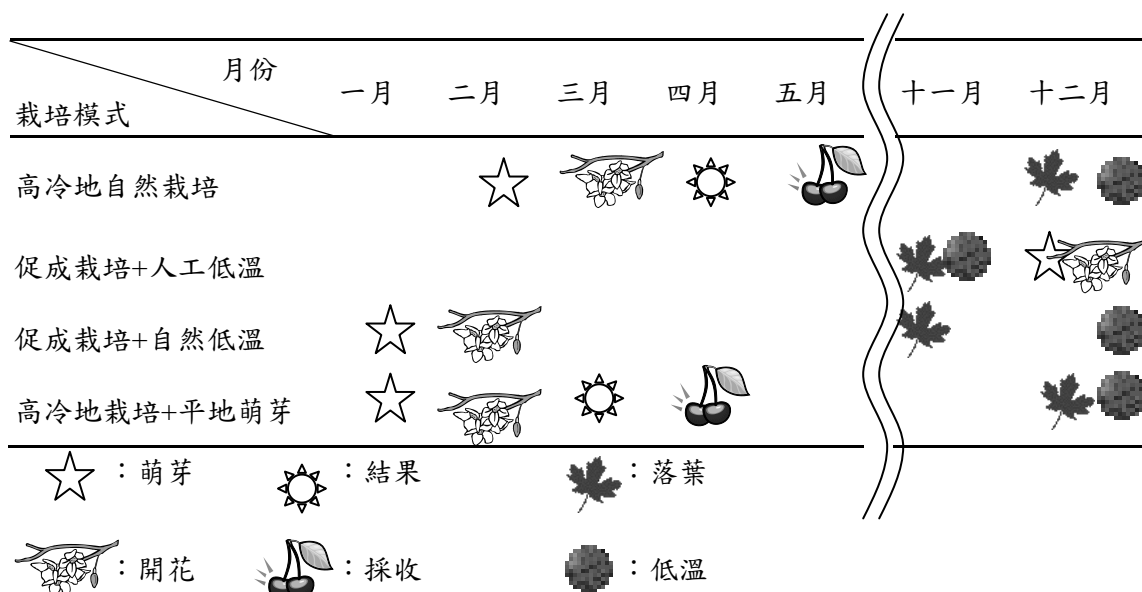 月份
一月 二月 三月 四月 五月 十一月 十二月
栽培模式
高冷地自然栽培
促成栽培+人工低溫
促成栽培+自然低溫
高冷地栽培+平地萌芽
：萌芽 ：結果 ：落葉
：開花 ：採收 ：低溫